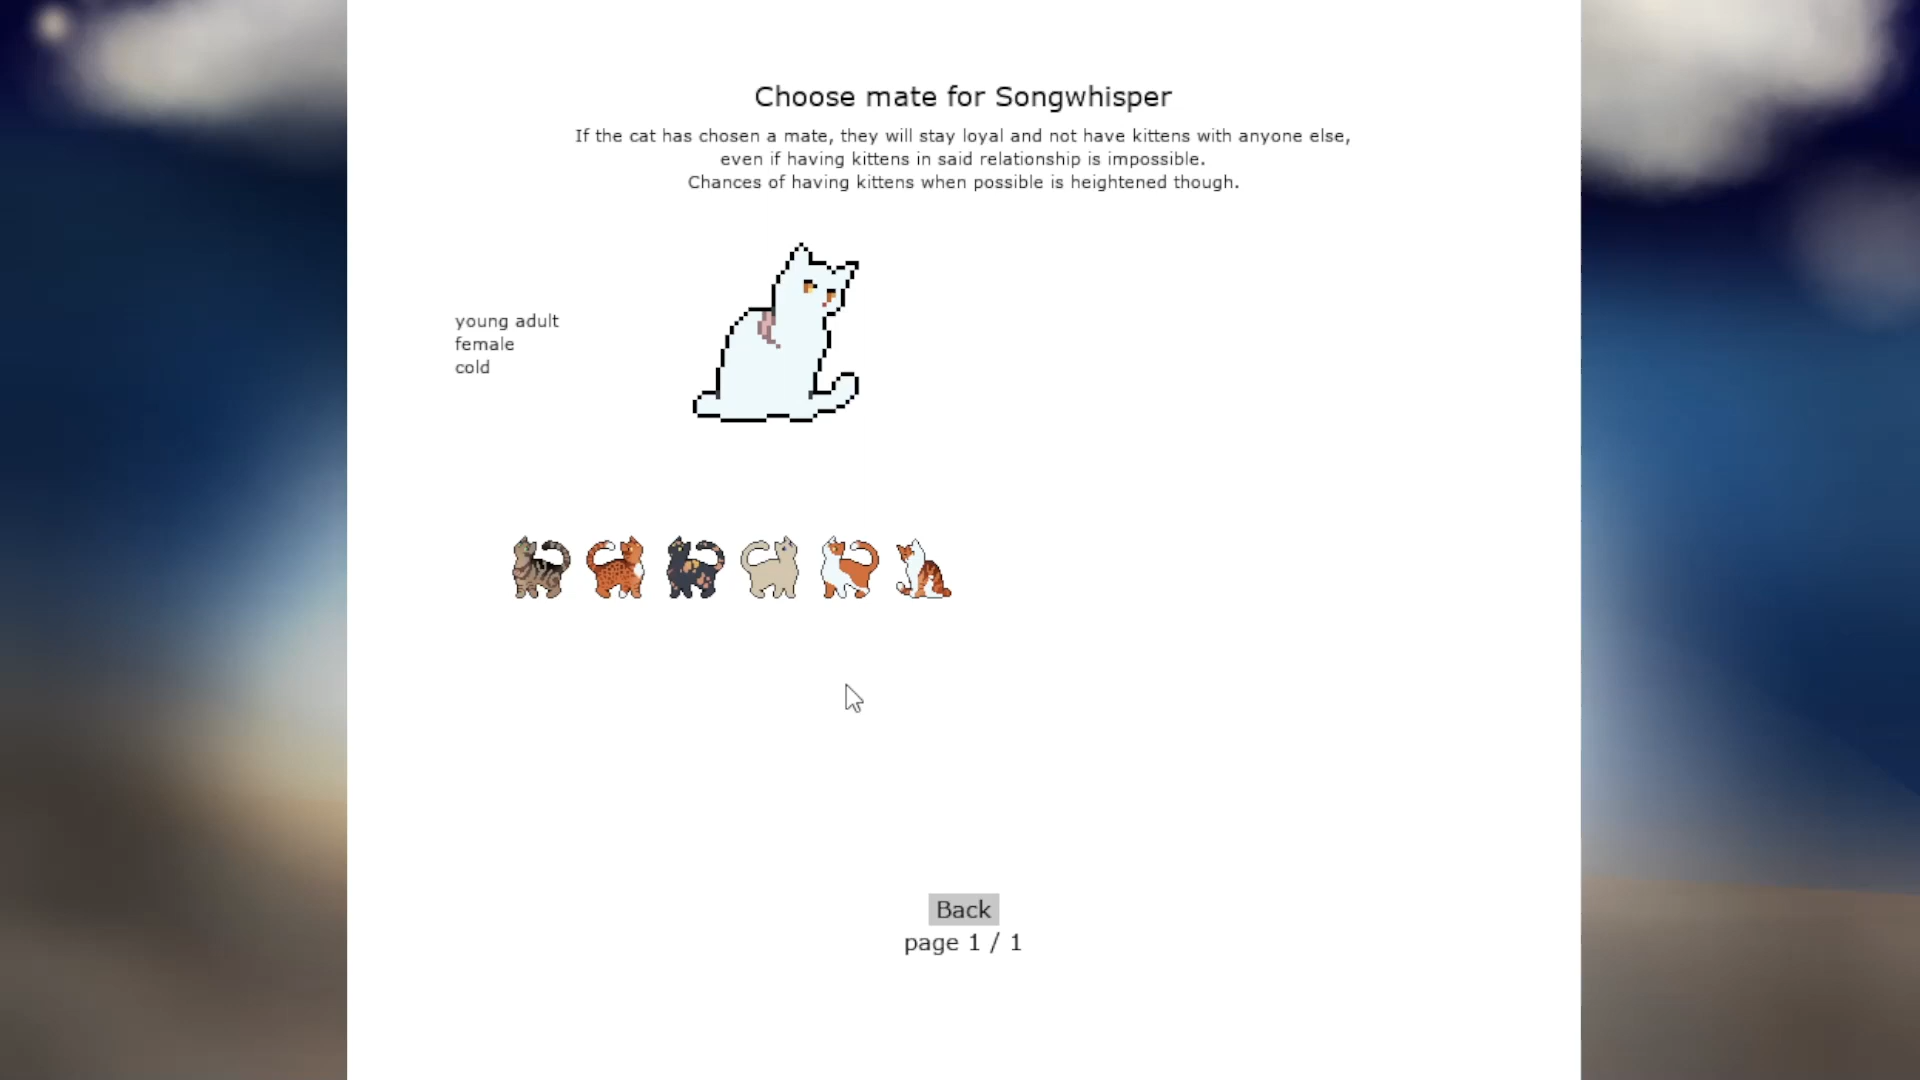 Choose mate for Songwhisper
If the cat has chosen a mate, they will stay loyal and not have kittens with anyone else,
even if having kittens in said relationship is impossible.
Chances of having kittens when possible is heightened though.
young adult
female
cold
Back
page 1 / 1